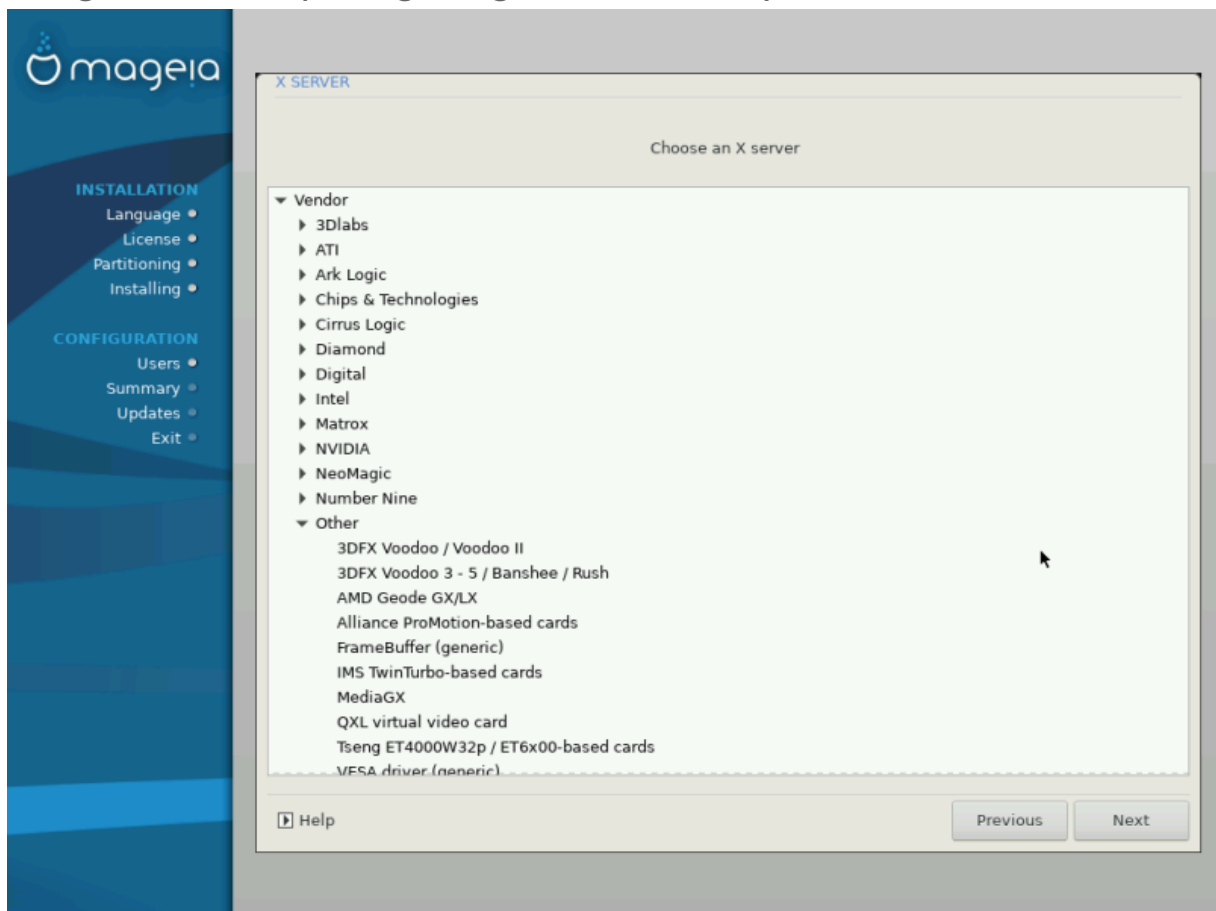 mageia
INSTALLATION
Language
License
Partitioning
Installing
CONFIGURATION
Users
Summary
Updates
Exit
X SERVER
Choose an X server
Vendor
3Dlabs
ATI
Ark Logic
Chips & Technologies
Cirrus Logic
Diamond
Digital
Intel
Matrox
NVIDIA
NeoMagic
Number Nine
Other
3DFX Voodoo / Voodoo II
3DFX Voodoo 3 - 5 / Banshee / Rush
AMD Geode GX/LX
Alliance ProMotion-based cards
FrameBuffer (generic)
IMS TwinTurbo-based cards
MediaGX
QXL virtual video card
Tseng ET4000W32p / ET6x00-based cards
VESA driver (generic)
Help
Previous
Next